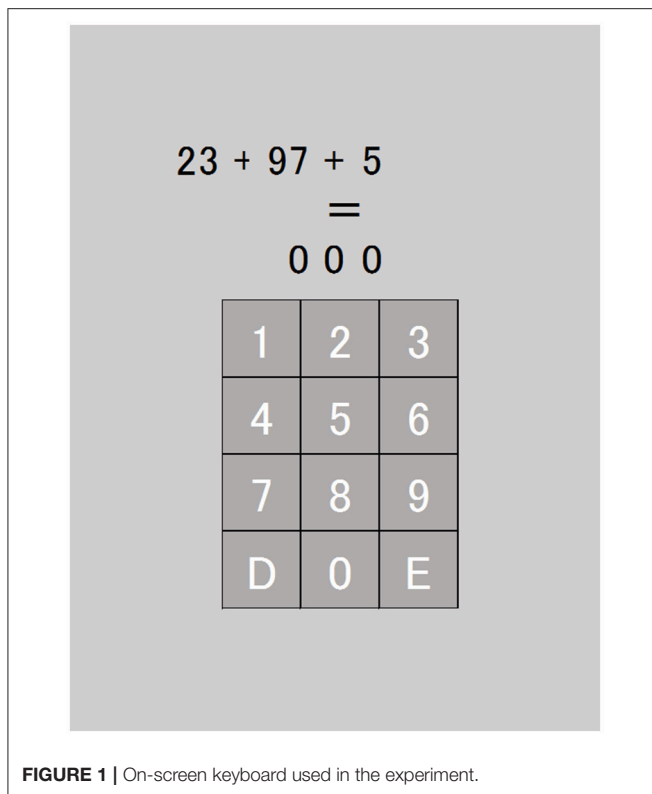 23 + 97 + 5
=
0 0 0
1 2 3
4 5 6
7 8 9
D 0 E
FIGURE 1 | On-screen keyboard used in the experiment.